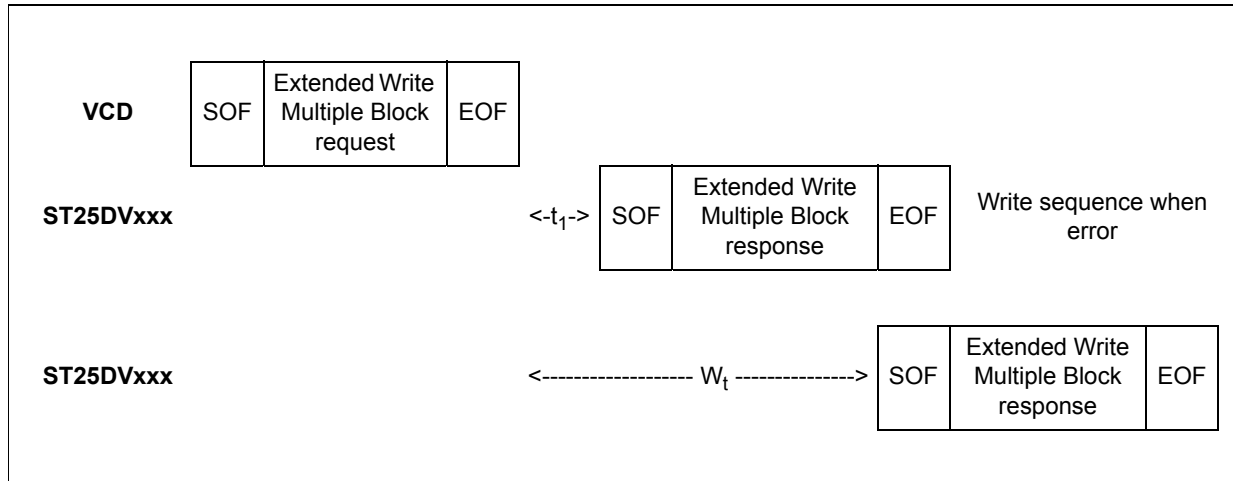 VCD SOF Extended Write Multiple Block request EOF
ST25DVxxx <-t1-> SOF Extended Write Multiple Block response EOF Write sequence when error
ST25DVxxx <------------------- Wt ---------------> SOF Extended Write Multiple Block response EOF